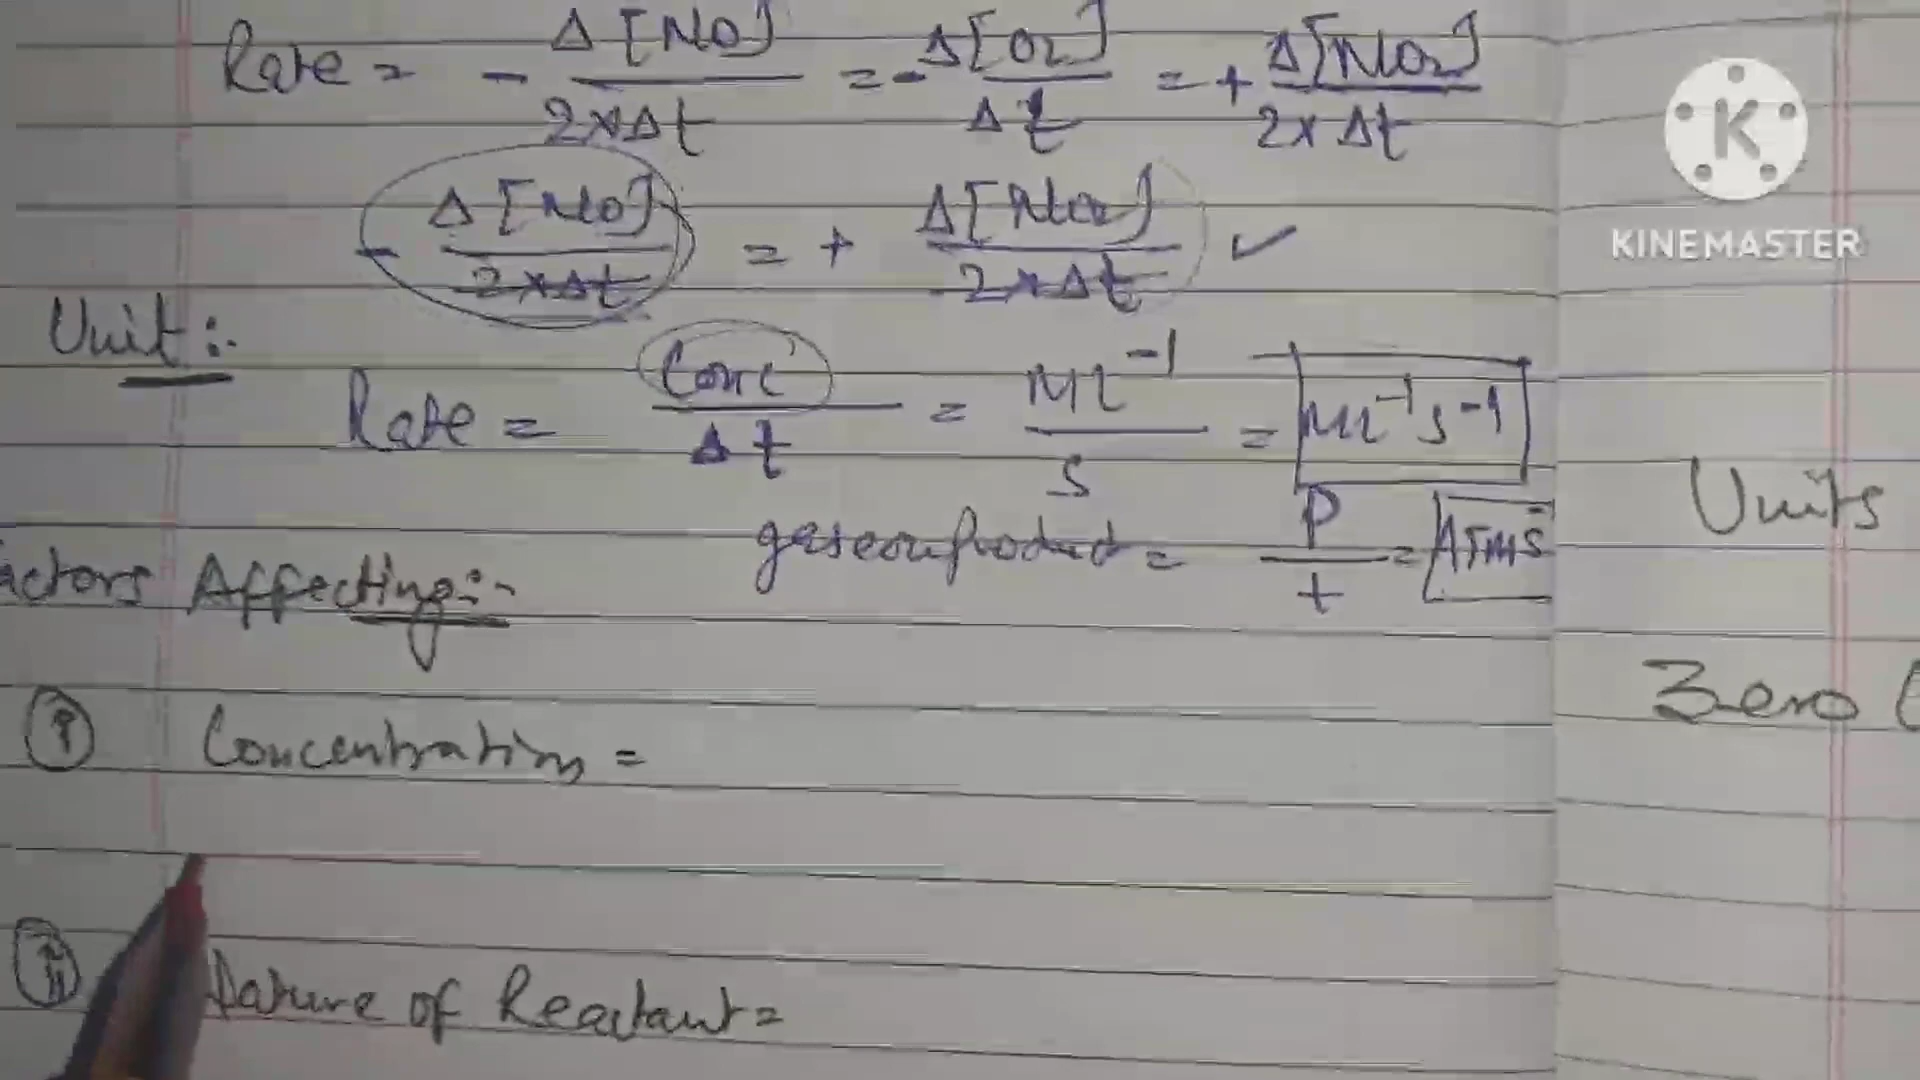 Rate = - Δ[NO] / 2×Δt = - Δ[O2] / Δt = + Δ[NO2] / 2×Δt
- Δ[NO] / 2×Δt = + Δ[NO2] / 2×Δt ✓
Unit :-
Rate = Conc / Δt = ML⁻¹ / S = ML⁻¹s⁻¹
gaseous product = P / t = ATMS⁻
Units
actors Affecting:-
Zero
(i) Concentration =
(ii) Nature of Reactant =
K
KINEMASTER